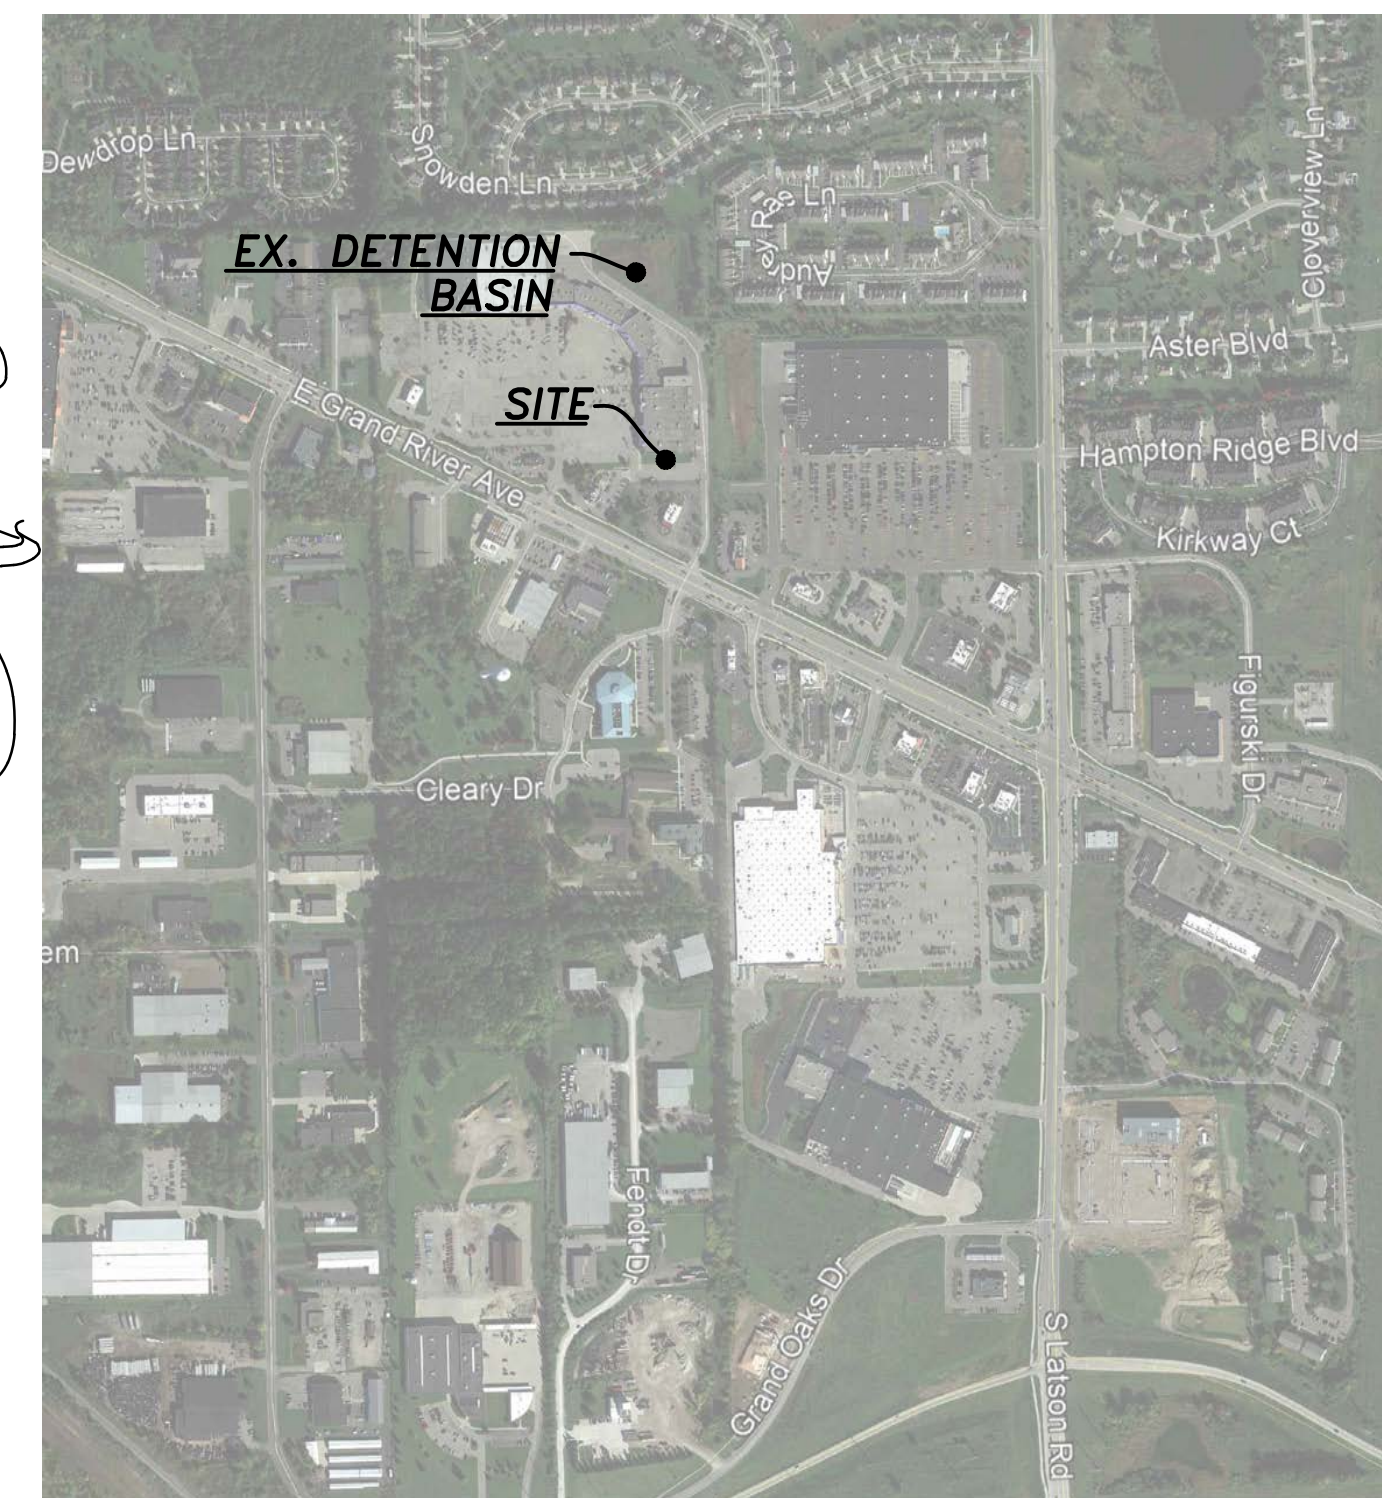 Dewdrop Ln
Snowden Ln
Audrey Rae Ln
Cloverview Ln
EX. DETENTION
BASIN
Aster Blvd
SITE
E Grand River Ave
Hampton Ridge Blvd
Kirkway Ct
Figurski Dr
Cleary Dr
em
Fendt Dr
Grand Oaks Dr
S Latson Rd